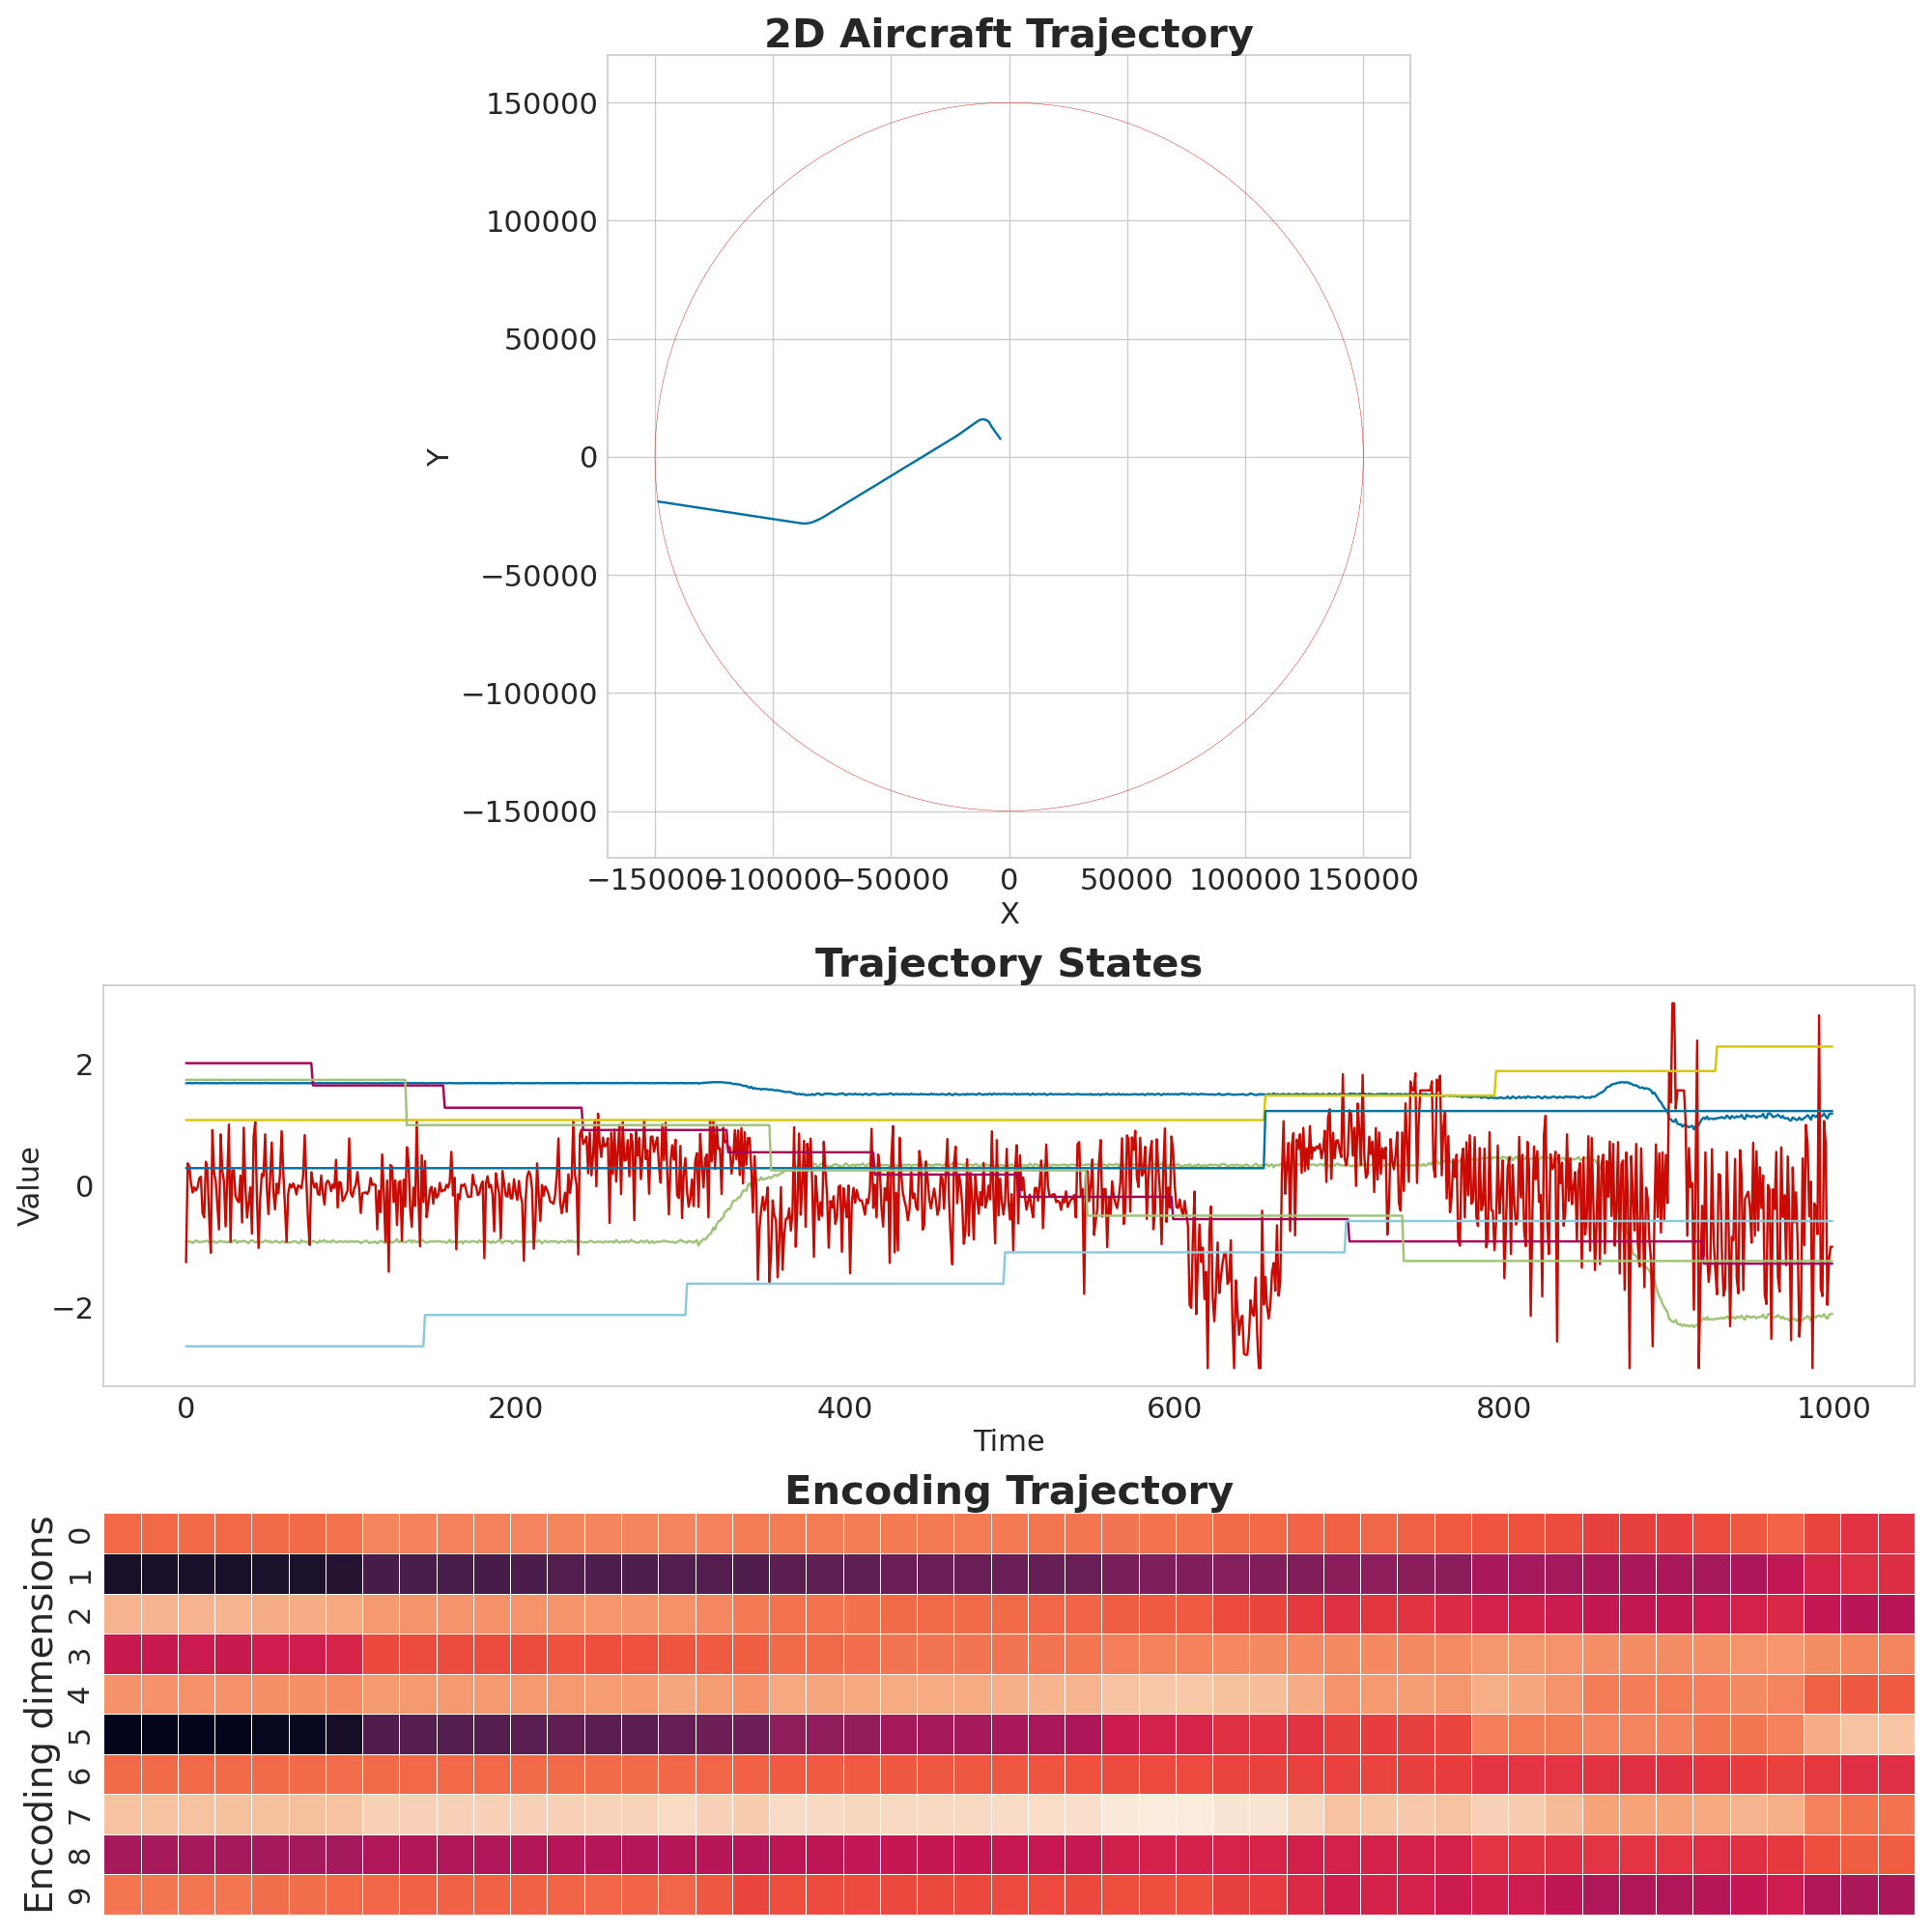 2D Aircraft Trajectory
150000
100000
50000
0
−50000
−100000
−150000
Y
−150000 −100000 −50000 0 50000 100000 150000
X
Trajectory States
2
0
−2
Value
0 200 400 600 800 1000
Time
Encoding Trajectory
Encoding dimensions
0
1
2
3
4
5
6
7
8
9